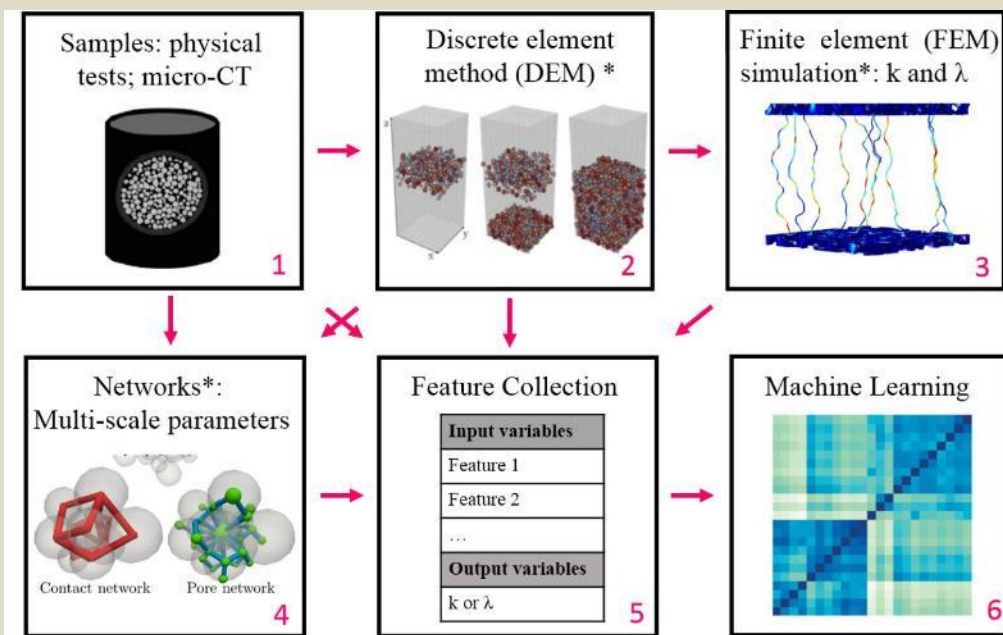 Samples: physical
tests; micro-CT
1
Discrete element
method (DEM) *
z
y
x
2
Finite element (FEM)
simulation*: k and λ
3
Networks*:
Multi-scale parameters
Contact network
Pore network
4
Feature Collection
Input variables
Feature 1
Feature 2
…
Output variables
k or λ
5
Machine Learning
6